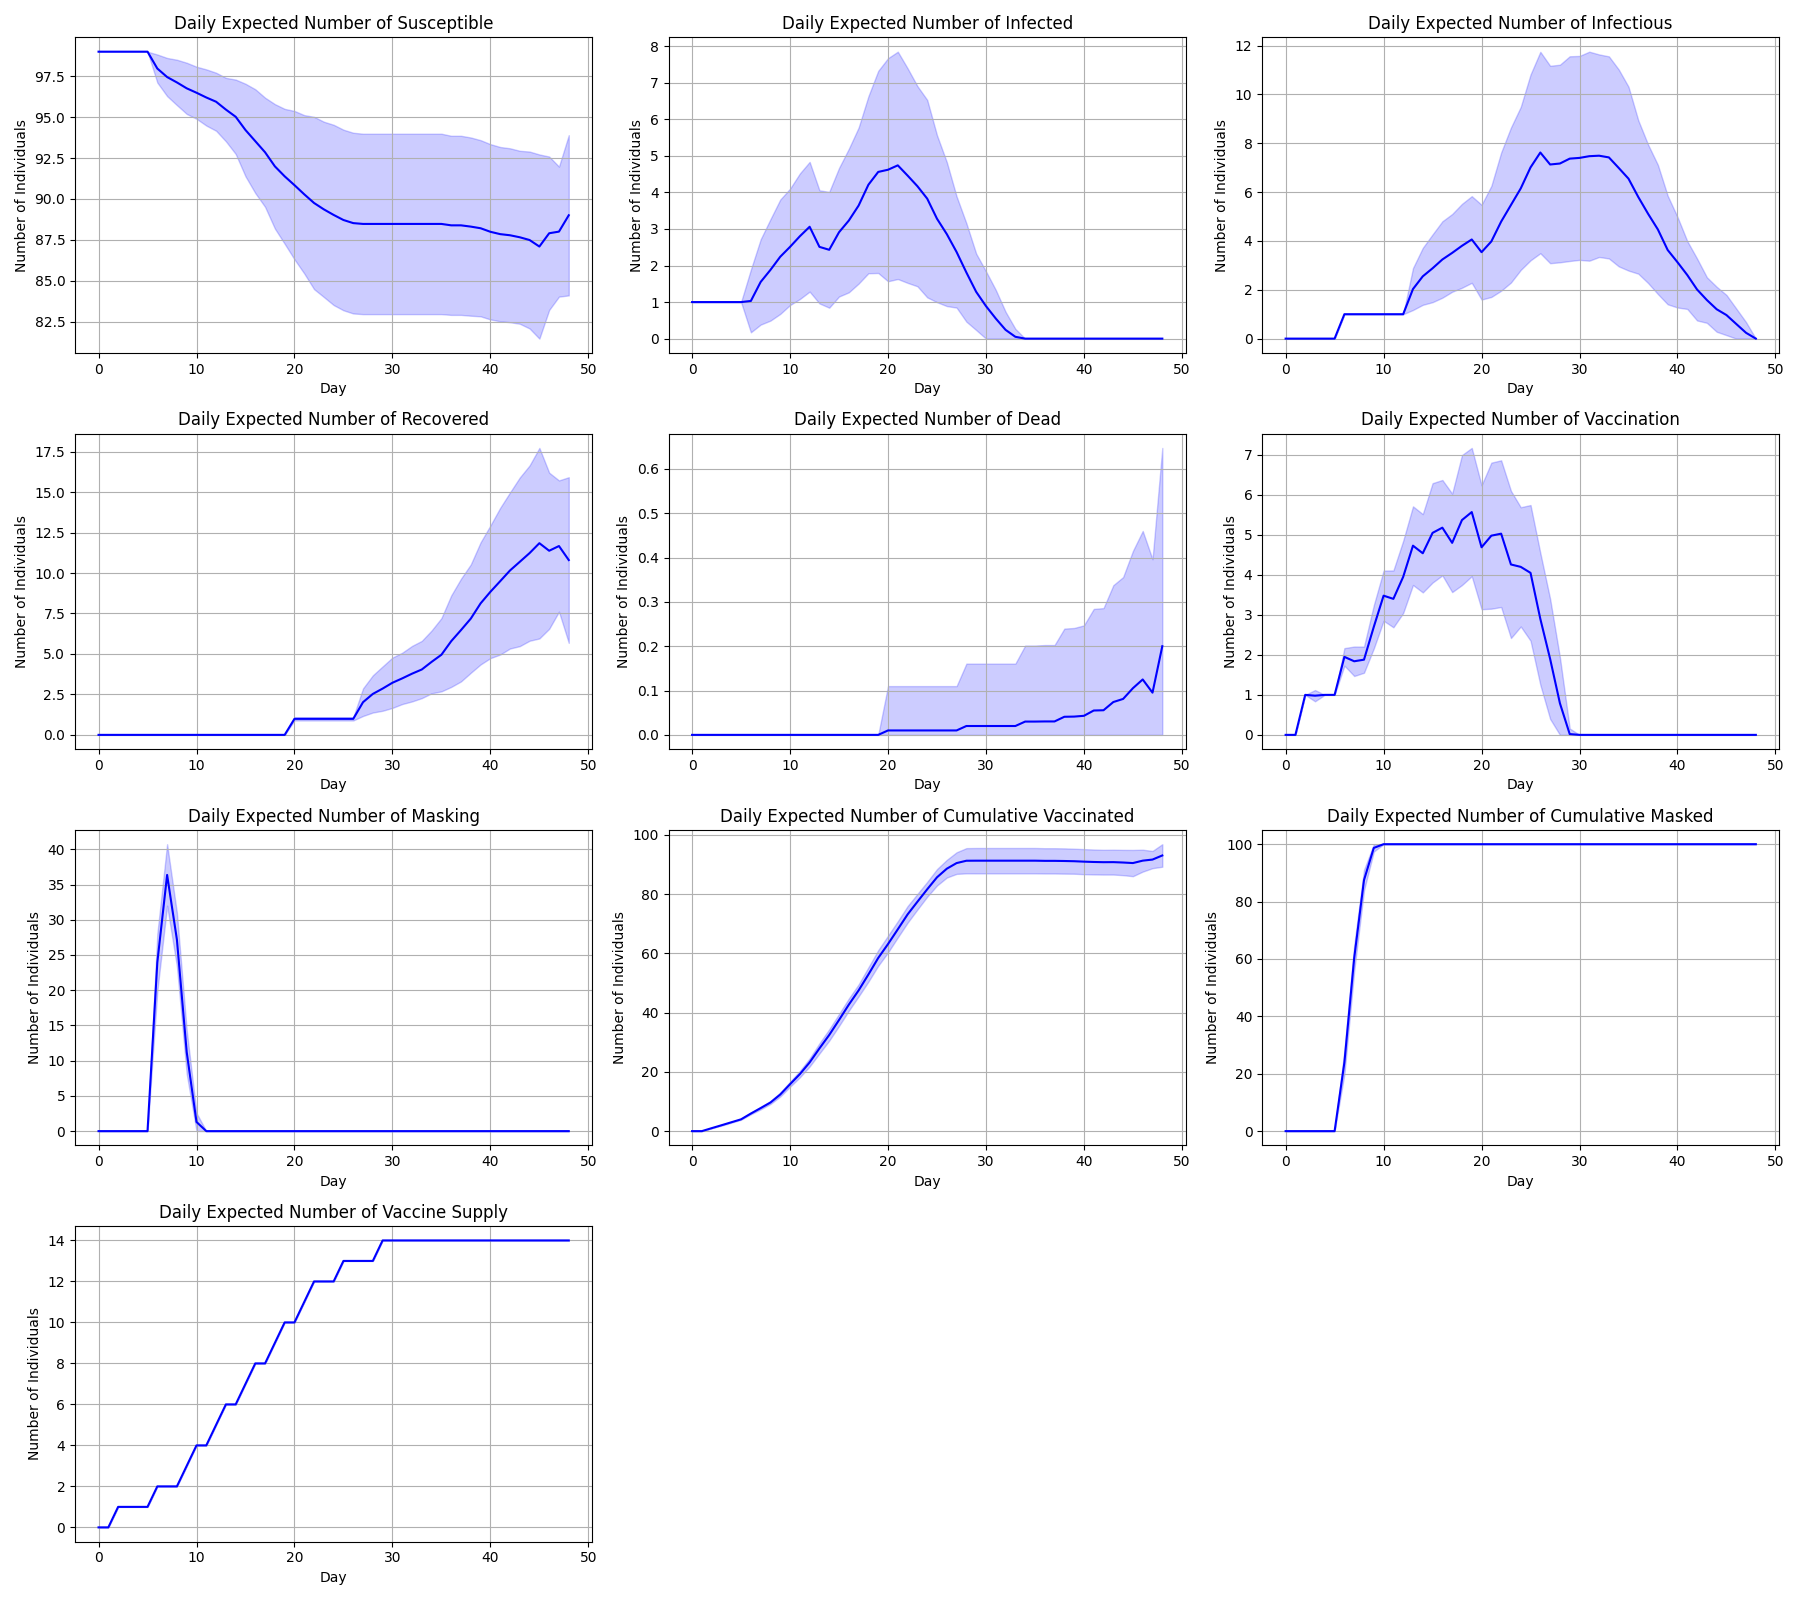 Daily Expected Number of Susceptible
Number of Individuals
97.5
95.0
92.5
90.0
87.5
85.0
82.5
0 10 20 30 40 50
Day
Daily Expected Number of Infected
Number of Individuals
8
7
6
5
4
3
2
1
0
0 10 20 30 40 50
Day
Daily Expected Number of Infectious
Number of Individuals
12
10
8
6
4
2
0
0 10 20 30 40 50
Day
Daily Expected Number of Recovered
Number of Individuals
17.5
15.0
12.5
10.0
7.5
5.0
2.5
0.0
0 10 20 30 40 50
Day
Daily Expected Number of Dead
Number of Individuals
0.6
0.5
0.4
0.3
0.2
0.1
0.0
0 10 20 30 40 50
Day
Daily Expected Number of Vaccination
Number of Individuals
7
6
5
4
3
2
1
0
0 10 20 30 40 50
Day
Daily Expected Number of Masking
Number of Individuals
40
35
30
25
20
15
10
5
0
0 10 20 30 40 50
Day
Daily Expected Number of Cumulative Vaccinated
Number of Individuals
100
80
60
40
20
0
0 10 20 30 40 50
Day
Daily Expected Number of Cumulative Masked
Number of Individuals
100
80
60
40
20
0
0 10 20 30 40 50
Day
Daily Expected Number of Vaccine Supply
Number of Individuals
14
12
10
8
6
4
2
0
0 10 20 30 40 50
Day